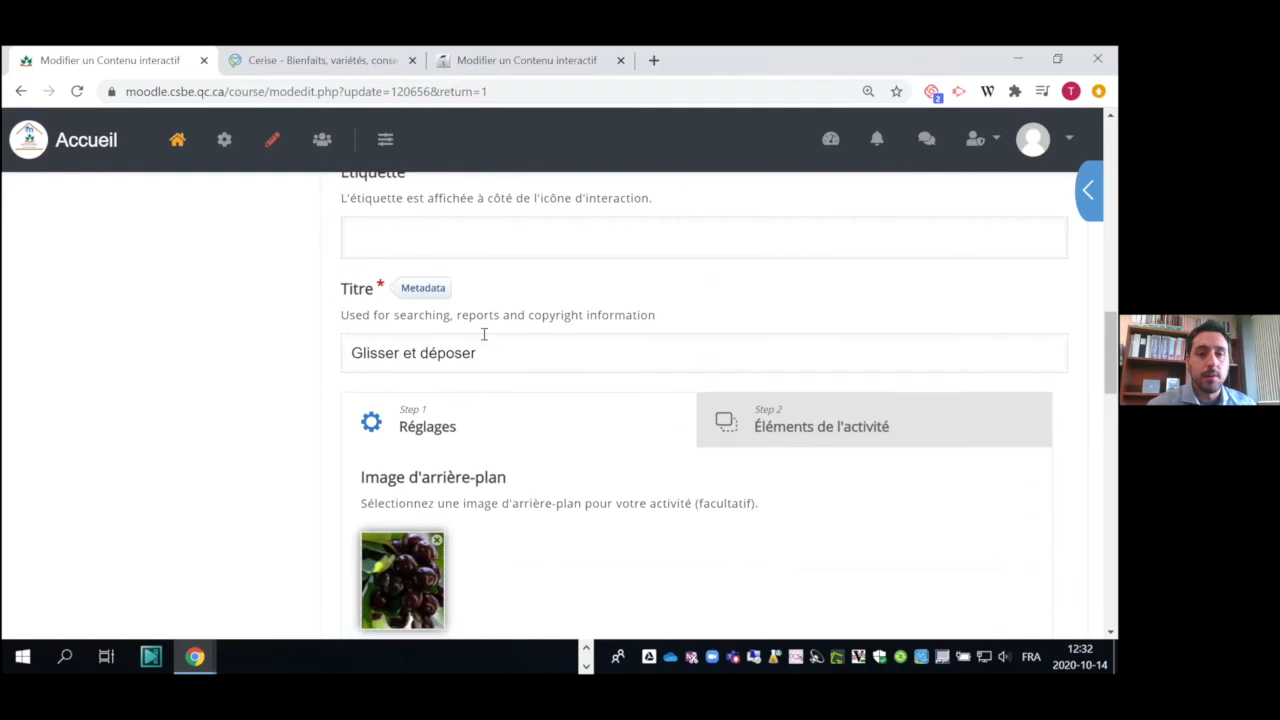 Modifier un Contenu interactif
Cerise - Bienfaits, variétés, conse
Modifier un Contenu interactif
moodle.csbe.qc.ca/course/modedit.php?update=120656&return=1
2
W
T
Accueil
Étiquette
L'étiquette est affichée à côté de l'icône d'interaction.
Titre *
Metadata
Used for searching, reports and copyright information
Glisser et déposer
Step 1
Réglages
Step 2
Éléments de l'activité
Image d'arrière-plan
Sélectionnez une image d'arrière-plan pour votre activité (facultatif).
FRA
12:32
2020-10-14